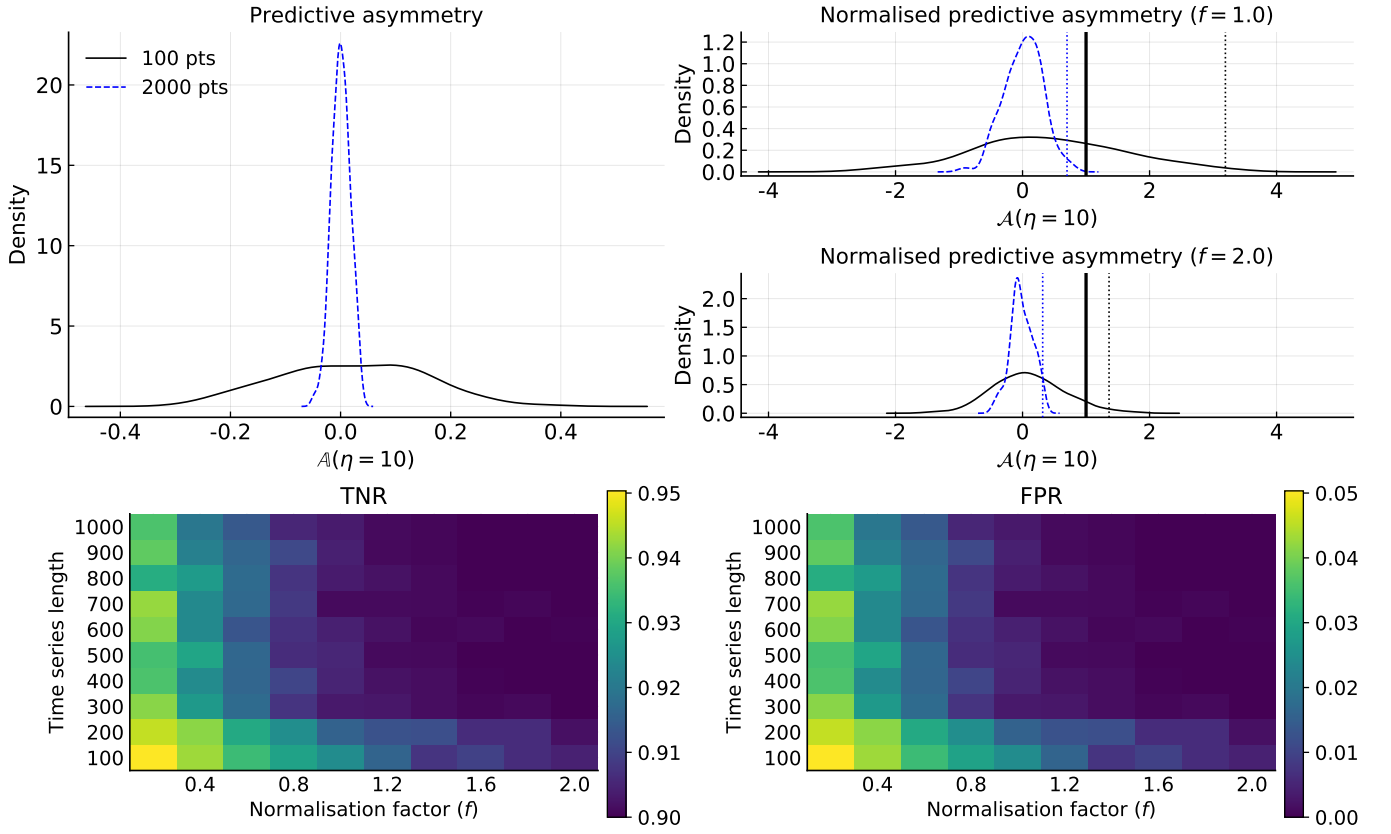 Predictive asymmetry
100 pts
2000 pts
Density
20
15
10
5
0
-0.4 -0.2 0.0 0.2 0.4
𝔸(η = 10)
Normalised predictive asymmetry (f = 1.0)
Density
1.2
1.0
0.8
0.6
0.4
0.2
0.0
-4 -2 0 2 4
𝒜(η = 10)
Normalised predictive asymmetry (f = 2.0)
Density
2.0
1.5
1.0
0.5
0.0
-4 -2 0 2 4
𝒜(η = 10)
TNR
Time series length
1000
900
800
700
600
500
400
300
200
100
0.4 0.8 1.2 1.6 2.0
Normalisation factor (f)
0.95
0.94
0.93
0.92
0.91
0.90
FPR
Time series length
1000
900
800
700
600
500
400
300
200
100
0.4 0.8 1.2 1.6 2.0
Normalisation factor (f)
0.05
0.04
0.03
0.02
0.01
0.00